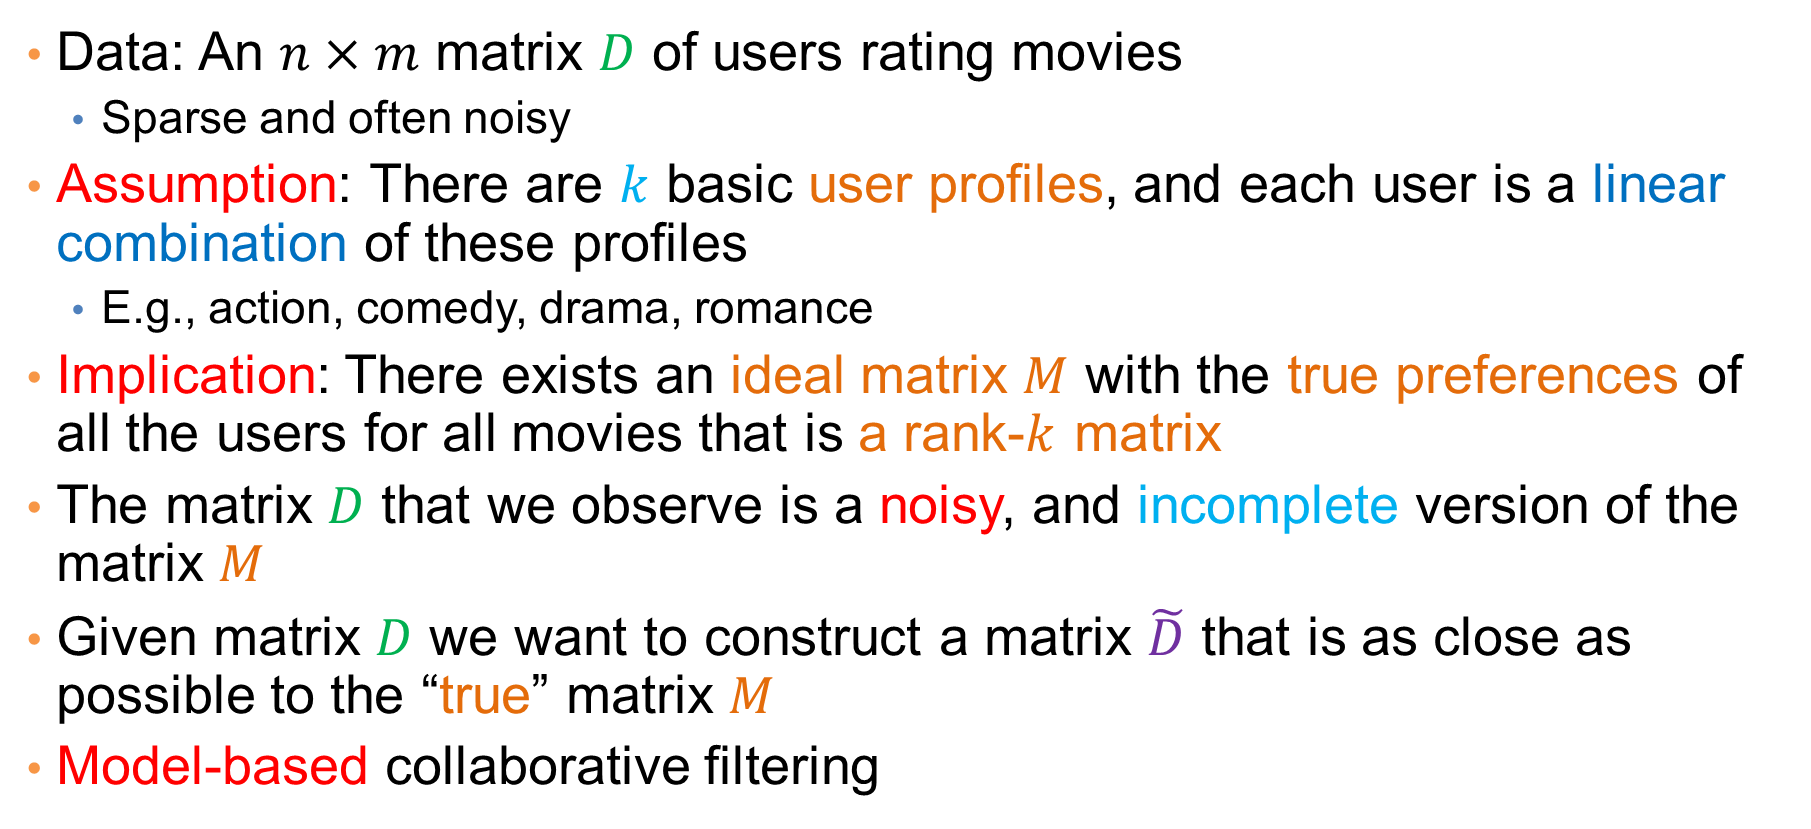 • Data: An 𝑛 × 𝑚 matrix 𝐷 of users rating movies
• Sparse and often noisy
• Assumption: There are 𝑘 basic user profiles, and each user is a linear
combination of these profiles
• E.g., action, comedy, drama, romance
• Implication: There exists an ideal matrix 𝑀 with the true preferences of
all the users for all movies that is a rank-𝑘 matrix
• The matrix 𝐷 that we observe is a noisy, and incomplete version of the
matrix 𝑀
• Given matrix 𝐷 we want to construct a matrix 𝐷̃ that is as close as
possible to the “true” matrix 𝑀
• Model-based collaborative filtering